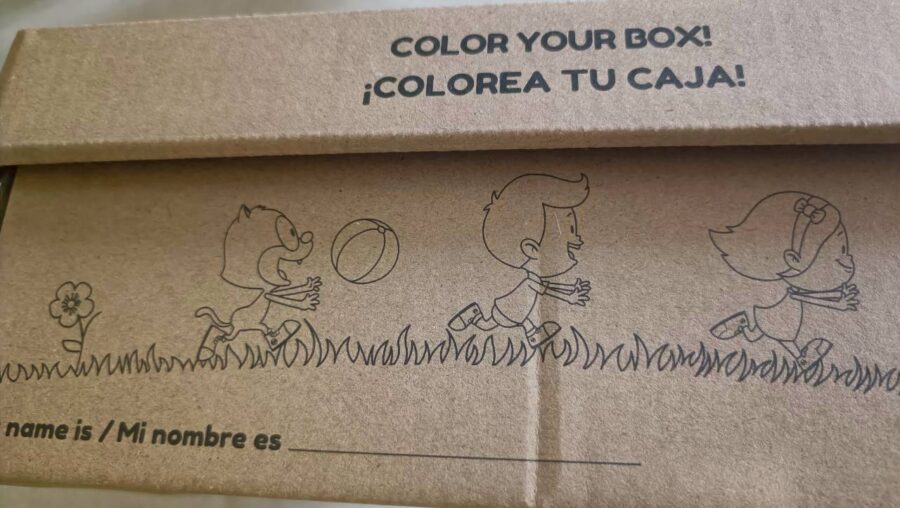 COLOR YOUR BOX!
¡COLOREA TU CAJA!
name is / Mi nombre es